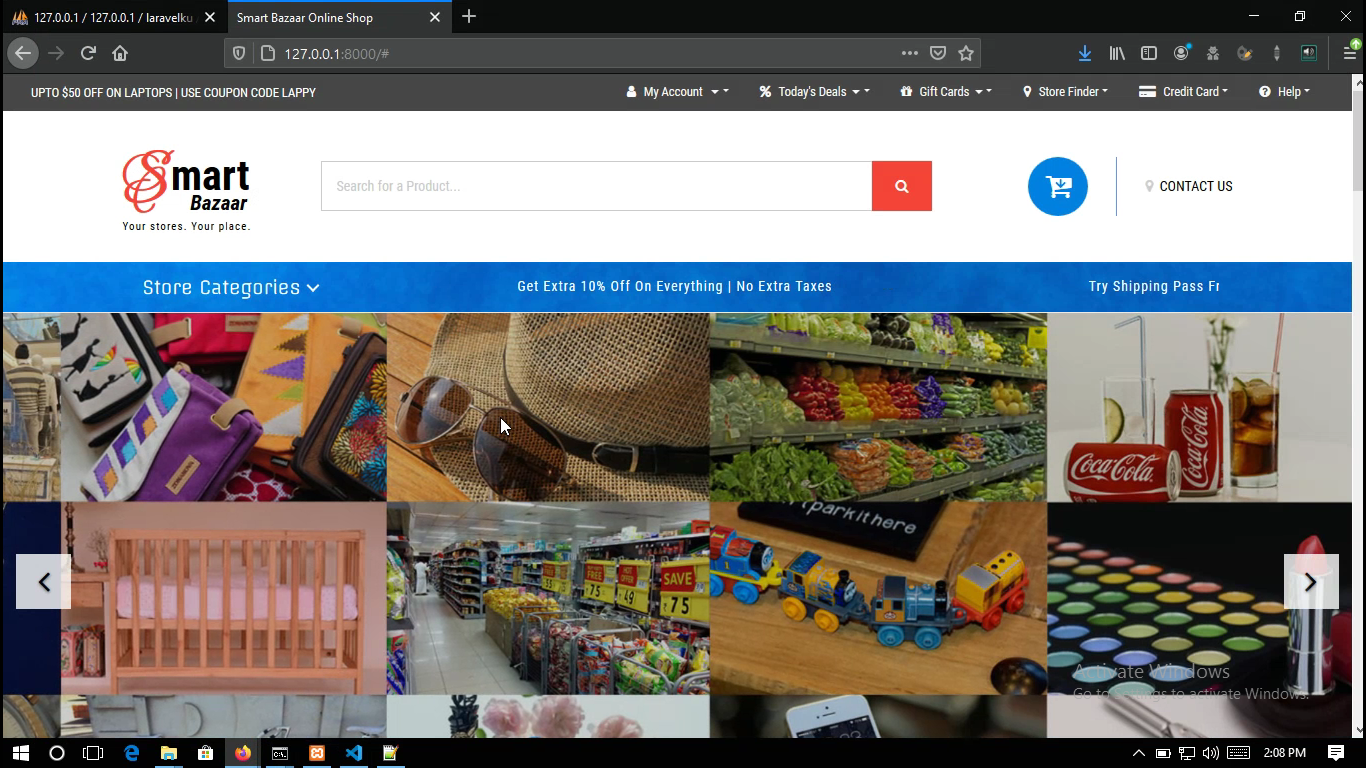 127.0.0.1 / 127.0.0.1 / laravelku
Smart Bazaar Online Shop
127.0.0.1:8000/#
UPTO $50 OFF ON LAPTOPS | USE COUPON CODE LAPPY
My Account
Today's Deals
Gift Cards
Store Finder
Credit Card
Help
Smart
Bazaar
Your stores. Your place.
Search for a Product...
CONTACT US
Store Categories
Get Extra 10% Off On Everything | No Extra Taxes
Try Shipping Pass Fr
Coca-Cola
Coca-Cola
parkithere
SAVE
75
49
Activate Windows
Go to Settings to activate Windows.
2:08 PM